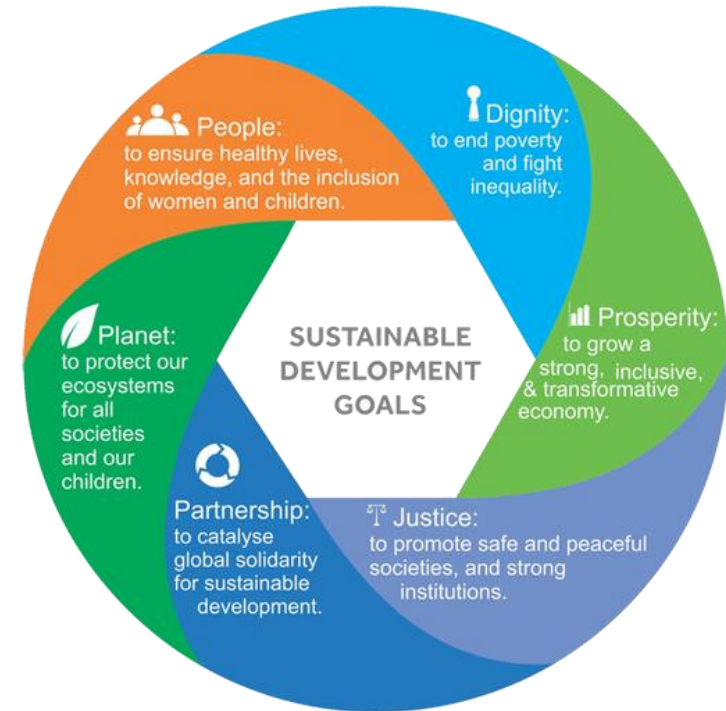 SUSTAINABLE
DEVELOPMENT
GOALS
Dignity:
to end poverty
and fight
inequality.
Prosperity:
to grow a
strong, inclusive,
& transformative
economy.
Justice:
to promote safe and peaceful
societies, and strong
institutions.
Partnership:
to catalyse
global solidarity
for sustainable
development.
Planet:
to protect our
ecosystems
for all
societies
and our
children.
People:
to ensure healthy lives,
knowledge, and the inclusion
of women and children.